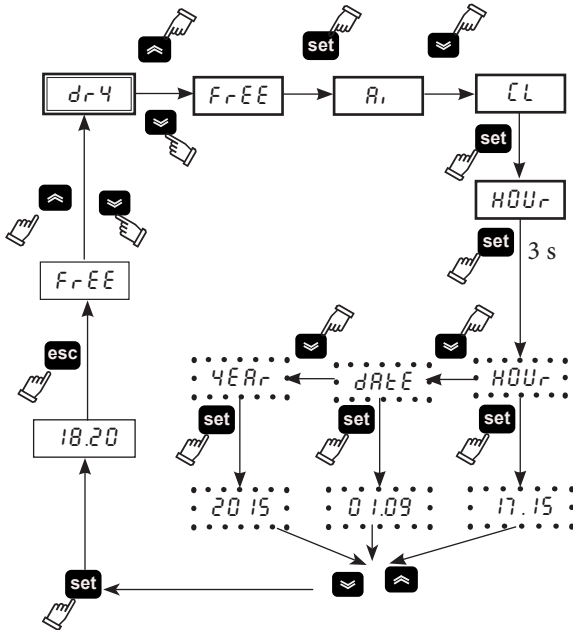 set
dr4 FrEE Ai CL
set
HOUr
set 3 s
FrEE
esc
YEAr dAtE HOUr
set set set
18.20
2015 01.09 17.15
set